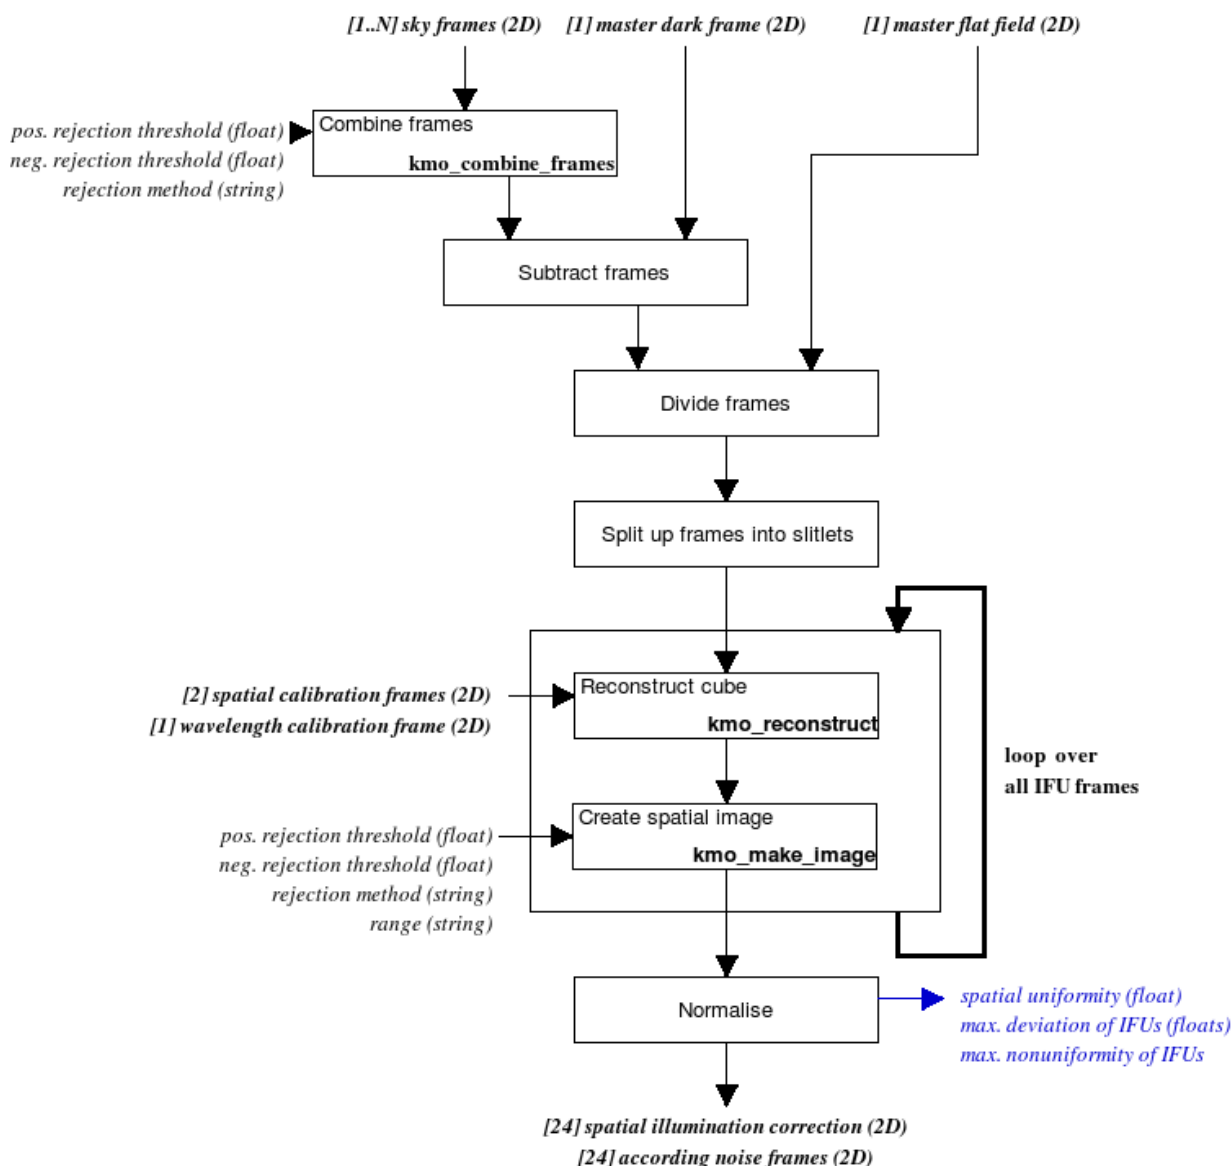 [1..N] sky frames (2D) [1] master dark frame (2D) [1] master flat field (2D)
Combine frames
kmo_combine_frames
pos. rejection threshold (float)
neg. rejection threshold (float)
rejection method (string)
Subtract frames
Divide frames
Split up frames into slitlets
[2] spatial calibration frames (2D)
[1] wavelength calibration frame (2D)
Reconstruct cube
kmo_reconstruct
loop over
all IFU frames
Create spatial image
kmo_make_image
pos. rejection threshold (float)
neg. rejection threshold (float)
rejection method (string)
range (string)
Normalise
spatial uniformity (float)
max. deviation of IFUs (floats)
max. nonuniformity of IFUs
[24] spatial illumination correction (2D)
[24] according noise frames (2D)